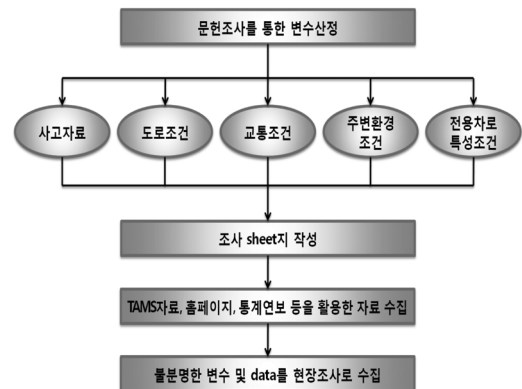 문헌조사를 통한 변수산정
사고자료
도로조건
교통조건
주변환경
조건
전용차로
특성조건
조사 sheet지 작성
TAMS자료, 홈페이지, 통계연보 등을 활용한 자료 수집
불분명한 변수 및 data를 현장조사로 수집